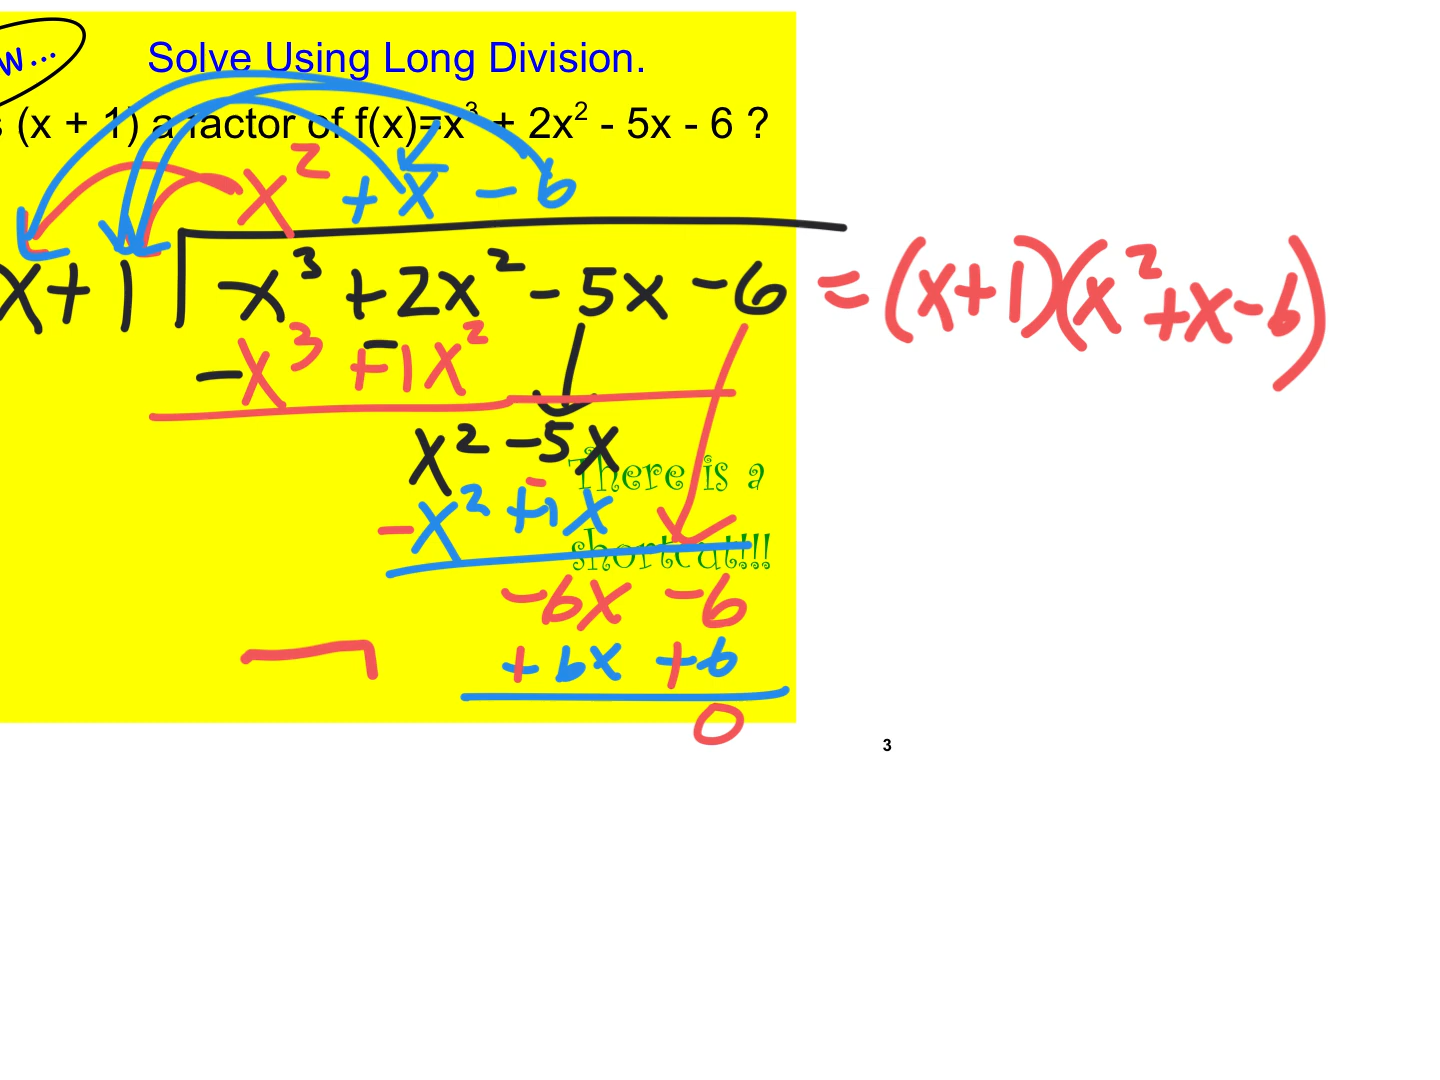 w...
Solve Using Long Division.
s (x + 1) a factor of f(x)=x³ + 2x² - 5x - 6 ?
x² + x - 6
x + 1 x³ + 2x² - 5x - 6 = (x+1)(x²+x-6)
- x³ + 1x²
x² - 5x
There is a
- x² + 1x
shortcut!!!
-6x - 6
+ 6x + 6
0
3